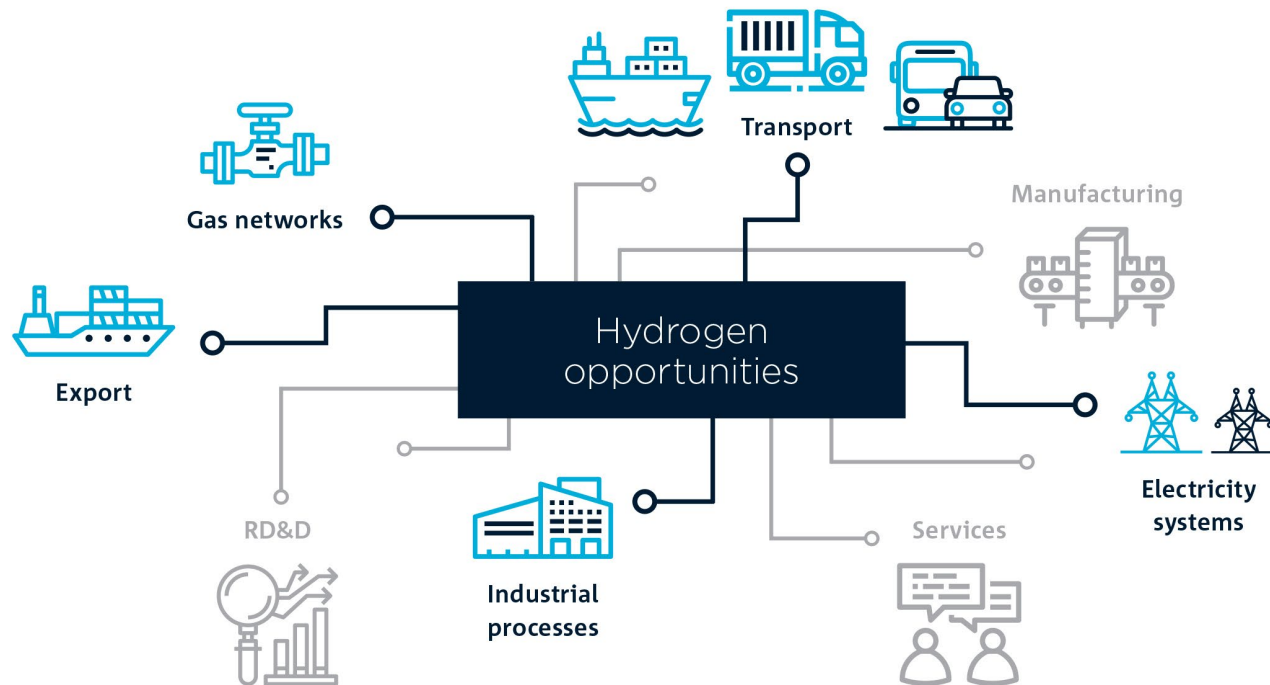 Transport
Manufacturing
Gas networks
Hydrogen
opportunities
Export
Electricity
systems
RD&D
Services
Industrial
processes